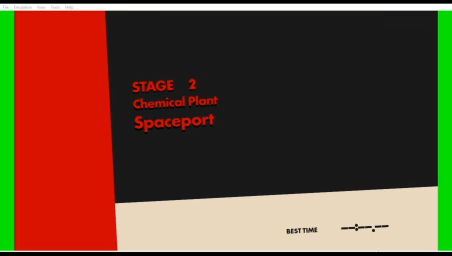 File Emulation View Tools Help
STAGE 2
Chemical Plant
Spaceport
BEST TIME --:--.--